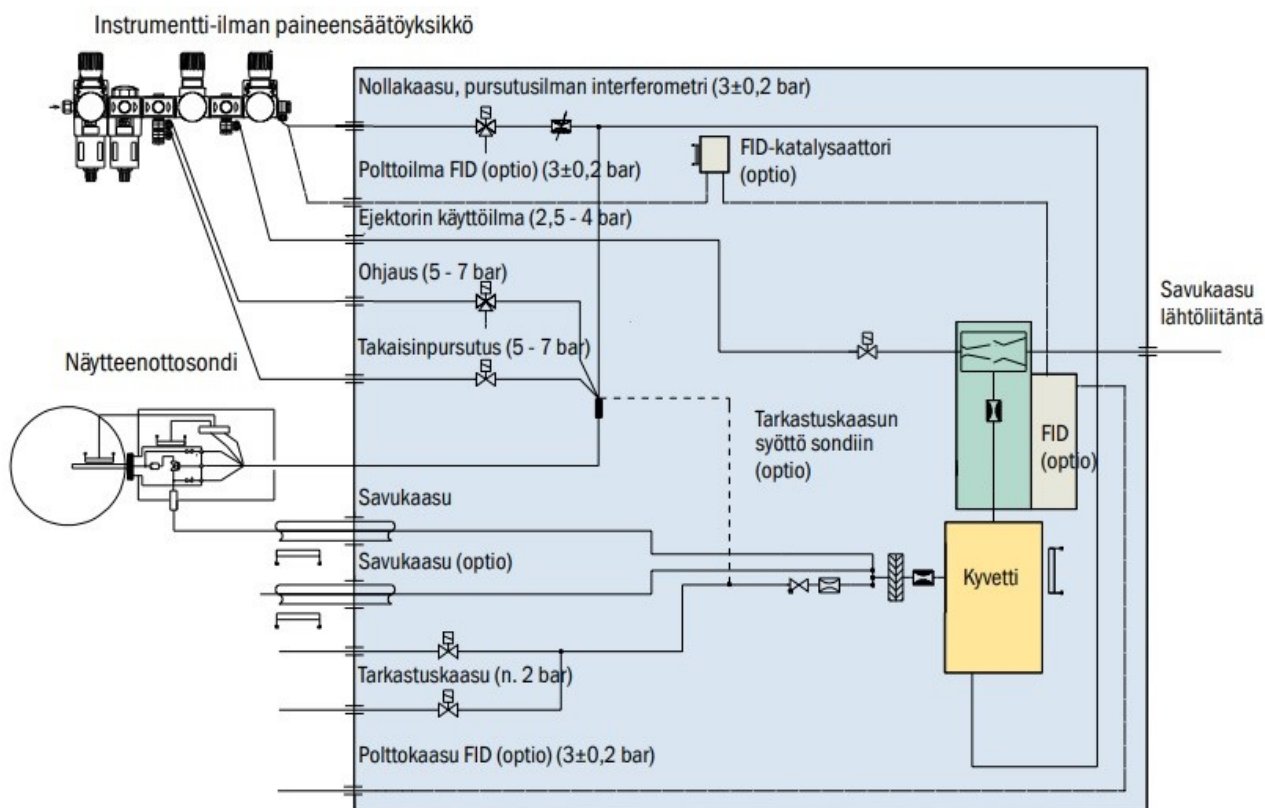 Instrumentti-ilman paineensäätöyksikkö
Nollakaasu, pursutusilman interferometri (3±0,2 bar)
FID-katalysaattori
(optio)
Polttoilma FID (optio) (3±0,2 bar)
Ejektorin käyttöilma (2,5 - 4 bar)
Ohjaus (5 - 7 bar)
Savukaasu
lähtöliitäntä
Takaisinpursutus (5 - 7 bar)
Näytteenottosondi
Tarkastuskaasun
syöttö sondiin
(optio)
FID
(optio)
Savukaasu
Savukaasu (optio)
Kyvetti
Tarkastuskaasu (n. 2 bar)
Polttokaasu FID (optio) (3±0,2 bar)